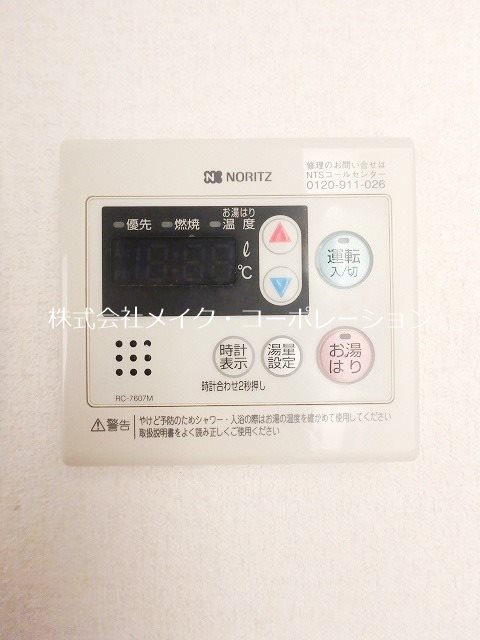 NORITZ
修理のお問い合せは
NTSコールセンター
0120-911-026
優先 燃焼 お湯はり
温度
ℓ
℃
運転
入/切
株式会社メイク・コーポレーション
時計
表示
湯量
設定
お湯
はり
時計合わせ2秒押し
RC-7607M
⚠警告
やけど予防のためシャワー・入浴の際はお湯の温度を確かめて使用してください
取扱説明書をよく読み正しくご使用ください